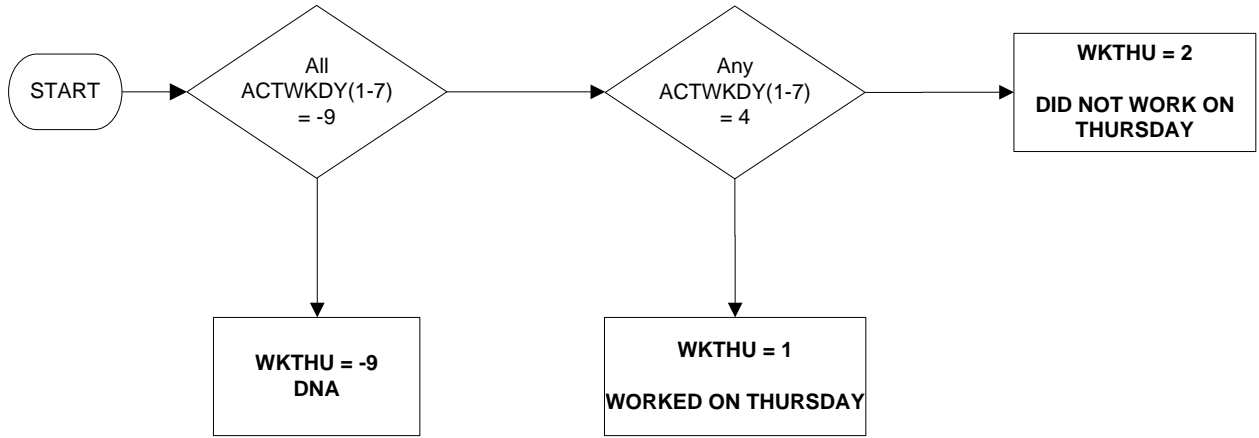 START
All
ACTWKDY(1-7)
= -9
Any
ACTWKDY(1-7)
= 4
WKTHU = 2
DID NOT WORK ON
THURSDAY
WKTHU = -9
DNA
WKTHU = 1
WORKED ON THURSDAY